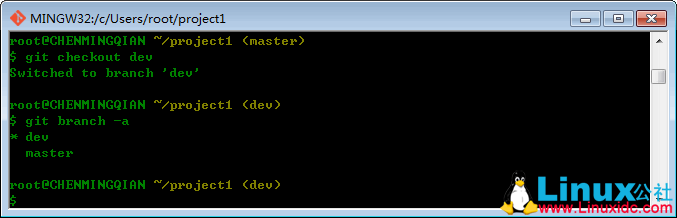 MINGW32:/c/Users/root/project1
root@CHENMINGQIAN ~/project1 (master)
$ git checkout dev
Switched to branch 'dev'
root@CHENMINGQIAN ~/project1 (dev)
$ git branch -a
* dev
master
root@CHENMINGQIAN ~/project1 (dev)
$
Linux公社
www.Linuxidc.com